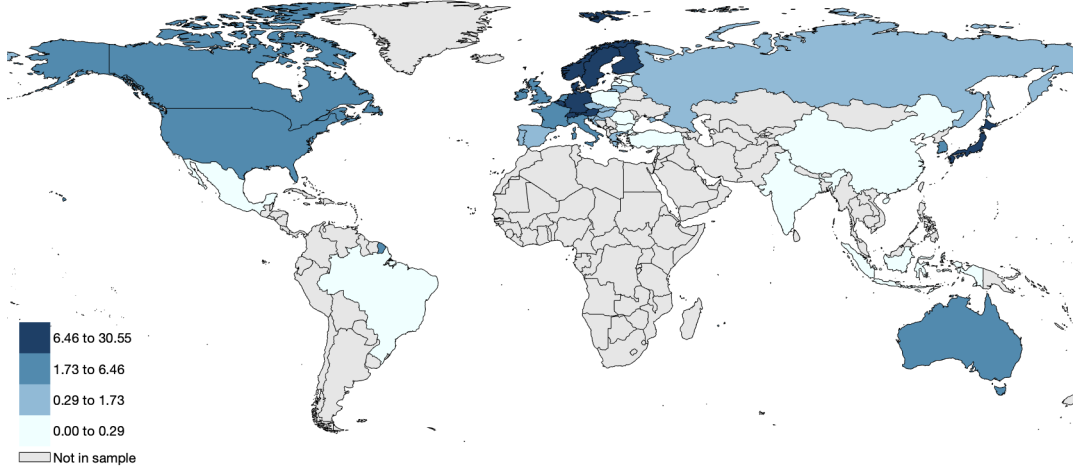 6.46 to 30.55
1.73 to 6.46
0.29 to 1.73
0.00 to 0.29
Not in sample